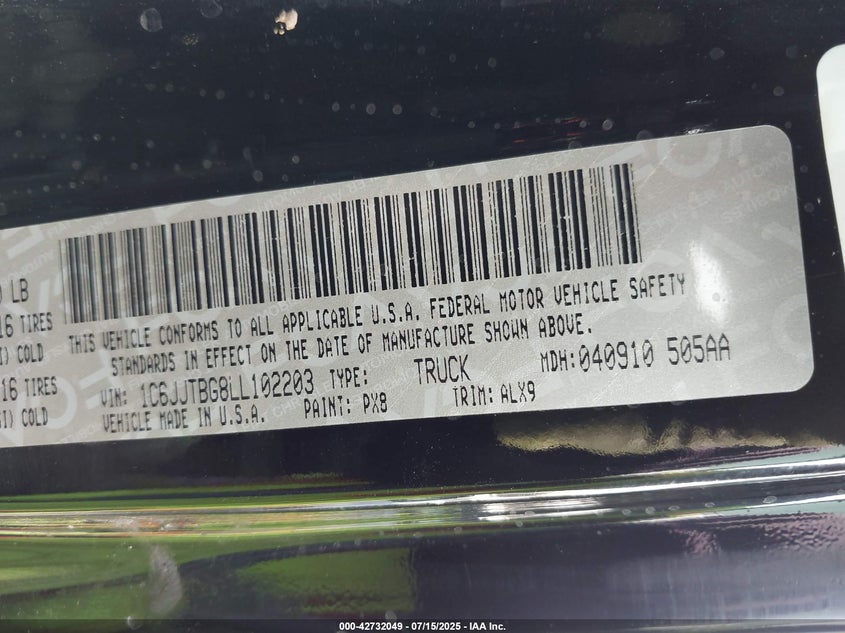 LB
16 TIRES
COLD
16 TIRES
COLD
THIS VEHICLE CONFORMS TO ALL APPLICABLE U.S.A. FEDERAL MOTOR VEHICLE SAFETY
STANDARDS IN EFFECT ON THE DATE OF MANUFACTURE SHOWN ABOVE.
VIN: 1C6JJTBG8LL102203 TYPE: TRUCK MDH:040910 505AA
VEHICLE MADE IN U.S.A. PAINT: PX8 TRIM: ALX9
000-42732049 - 07/15/2025 - IAA Inc.